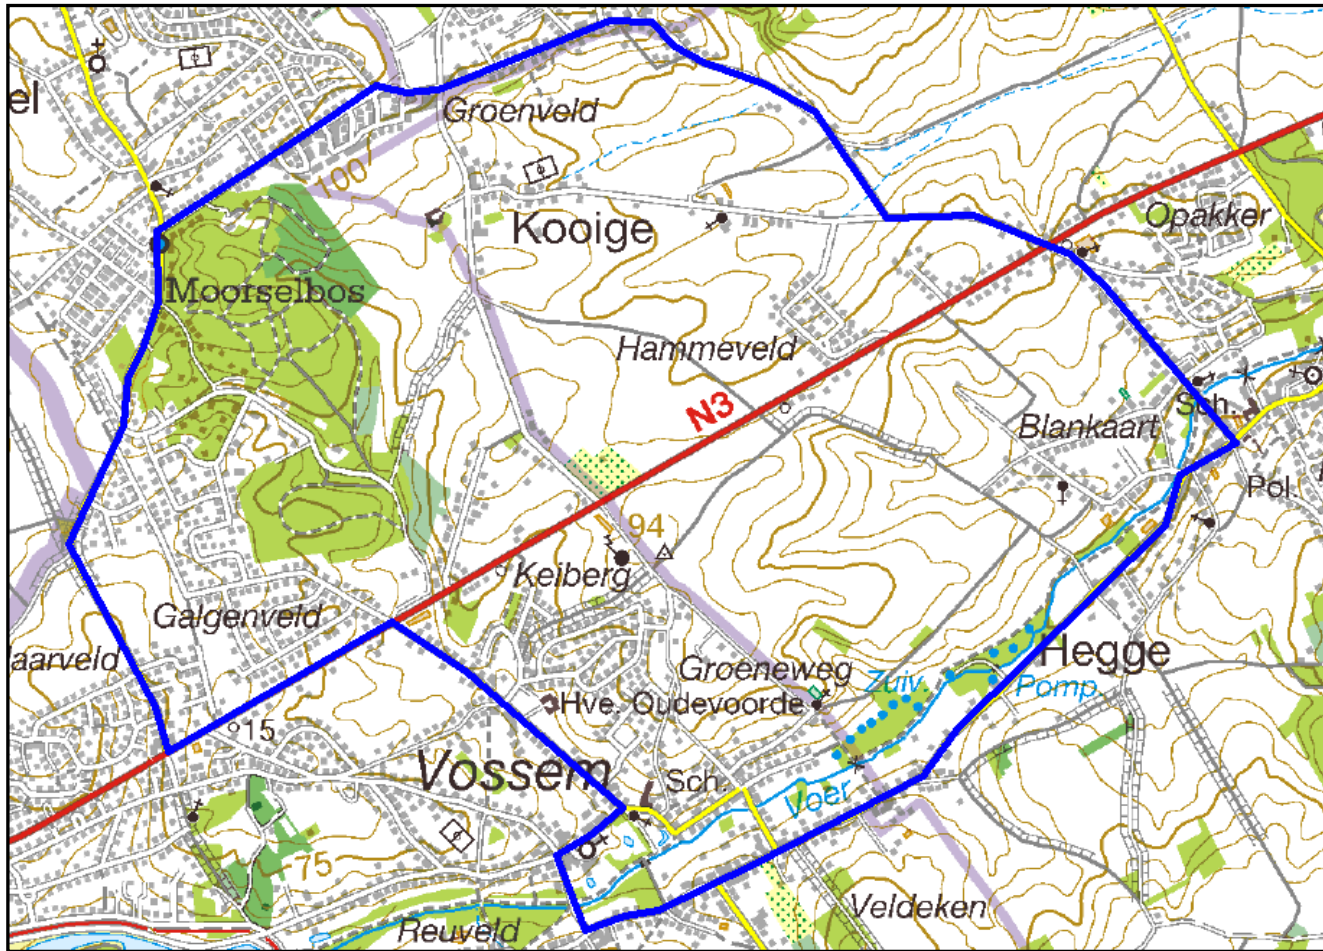 el
Groenveld
100
Kooige
Opakker
Moorselbos
Hammeveld
N3
Sch.
Blankaart
Pol.
94
Keiberg
Galgenveld
laarveld
Hegge
Groeneweg
Zuiv.
Pomp.
Hve. Oudevoorde
15
Vossem
Sch.
Voer
75
Veldeken
Reuveld